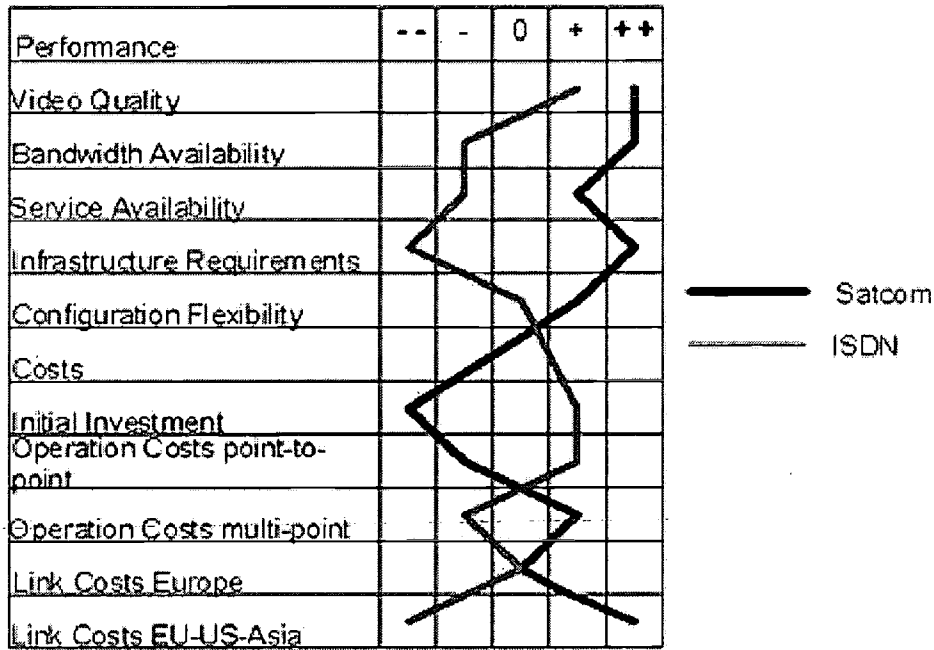 Performance -- - 0 + ++
Video Quality
Bandwidth Availability
Service Availability
Infrastructure Requirements
Configuration Flexibility
Satcom
ISDN
Costs
Initial Investment
Operation Costs point-to-
point
Operation Costs multi-point
Link Costs Europe
Link Costs EU-US-Asia